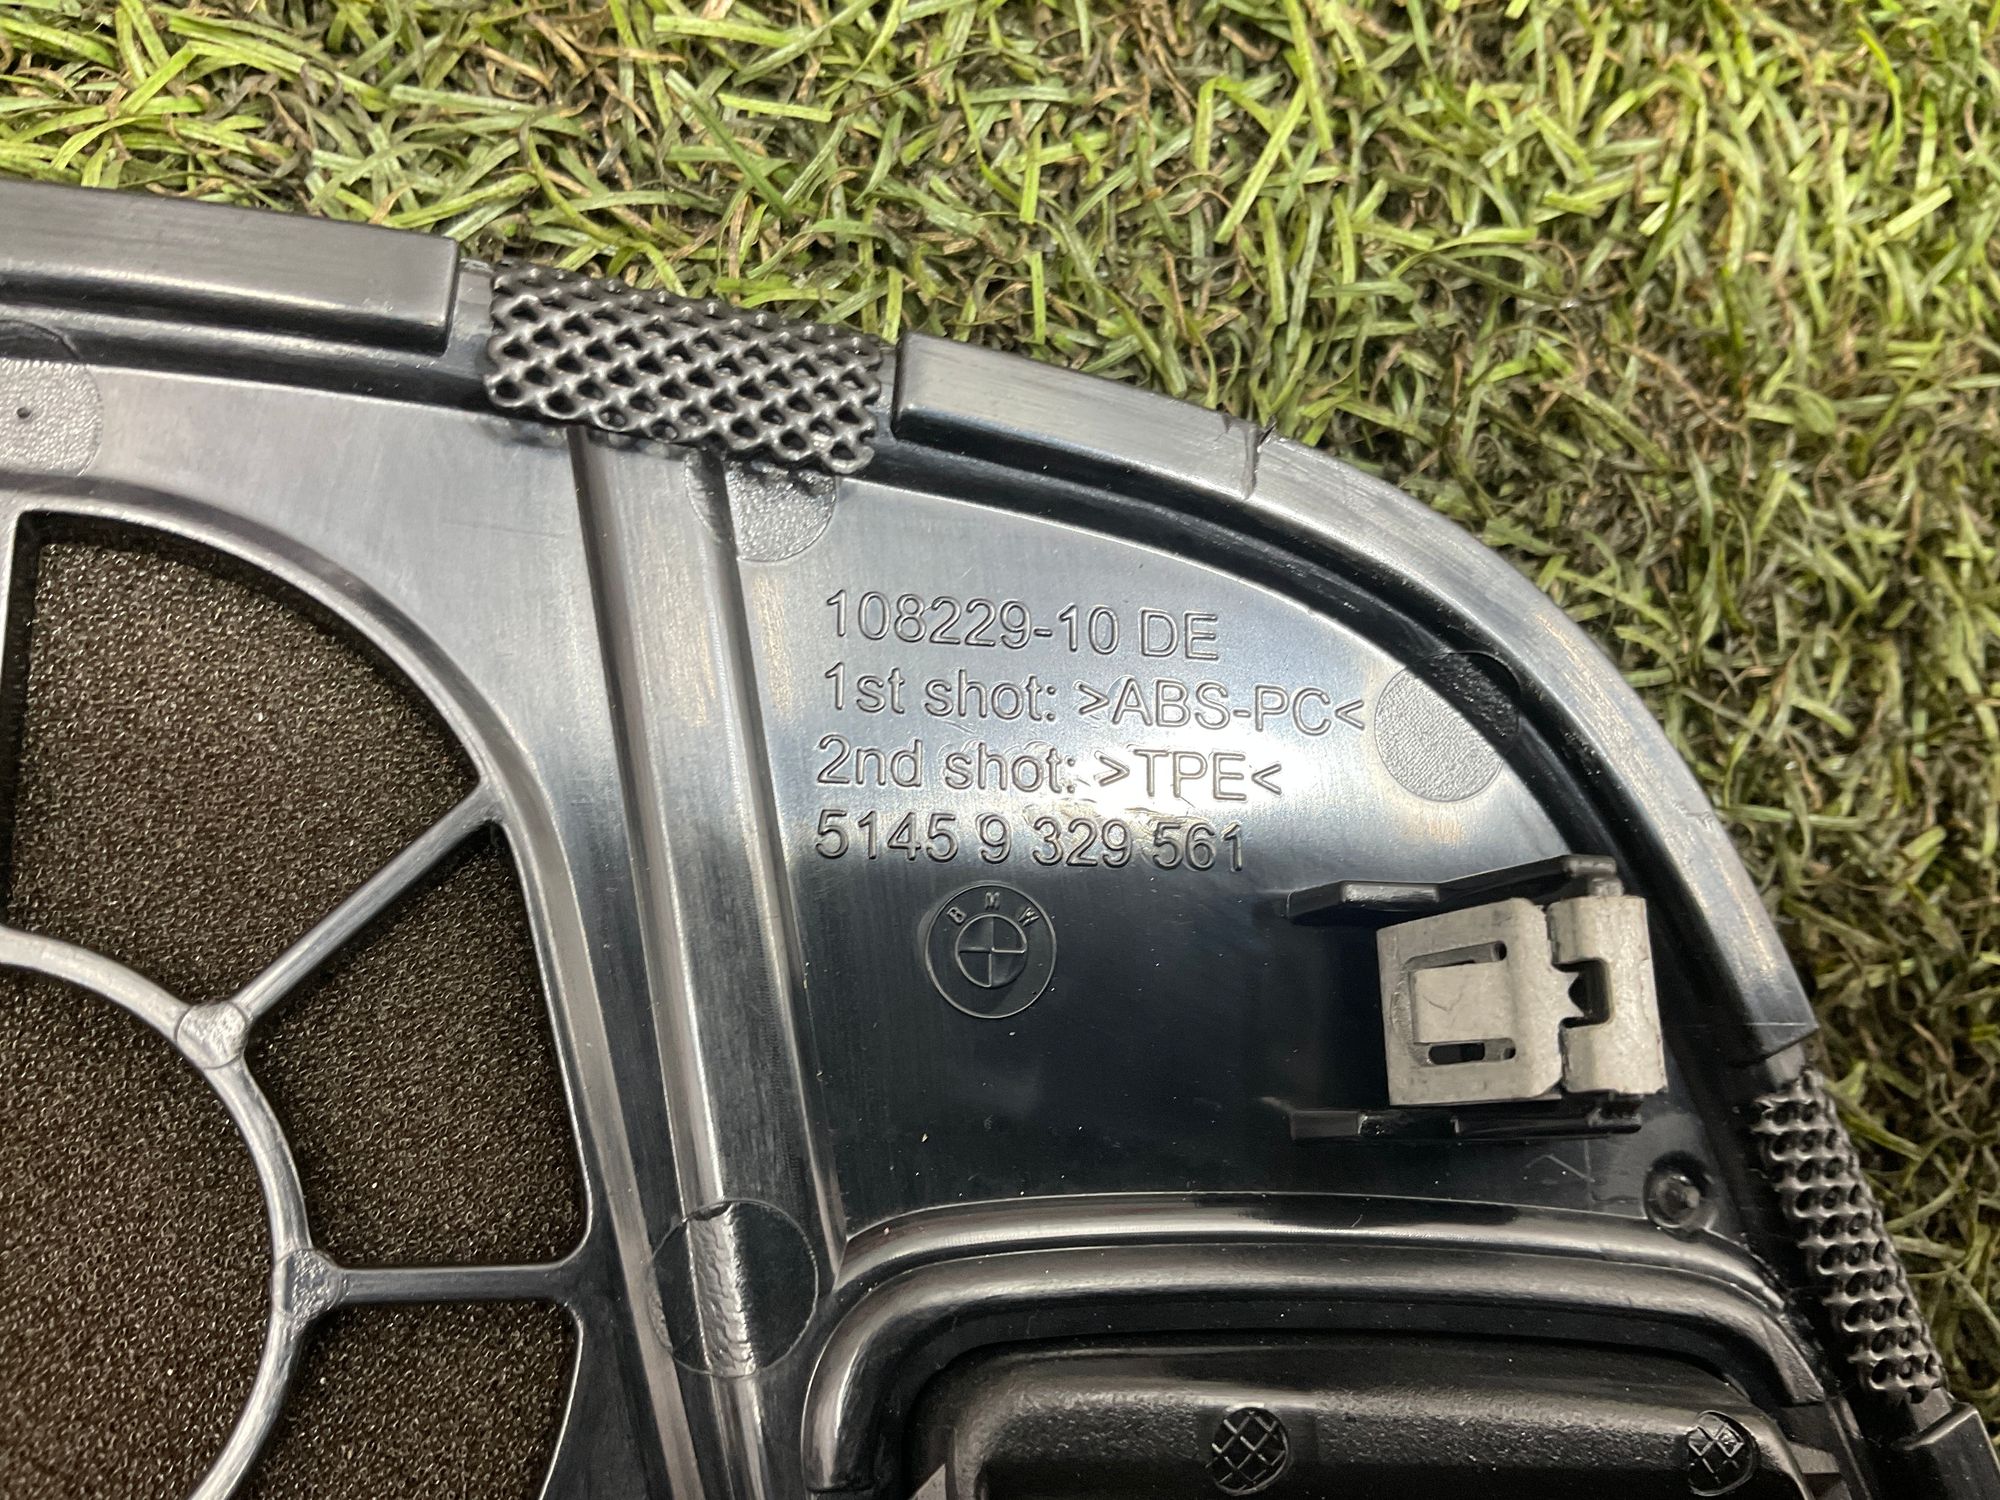 108229-10 DE
1st shot: >ABS-PC<
2nd shot: >TPE<
5145 9 329 561
BMW